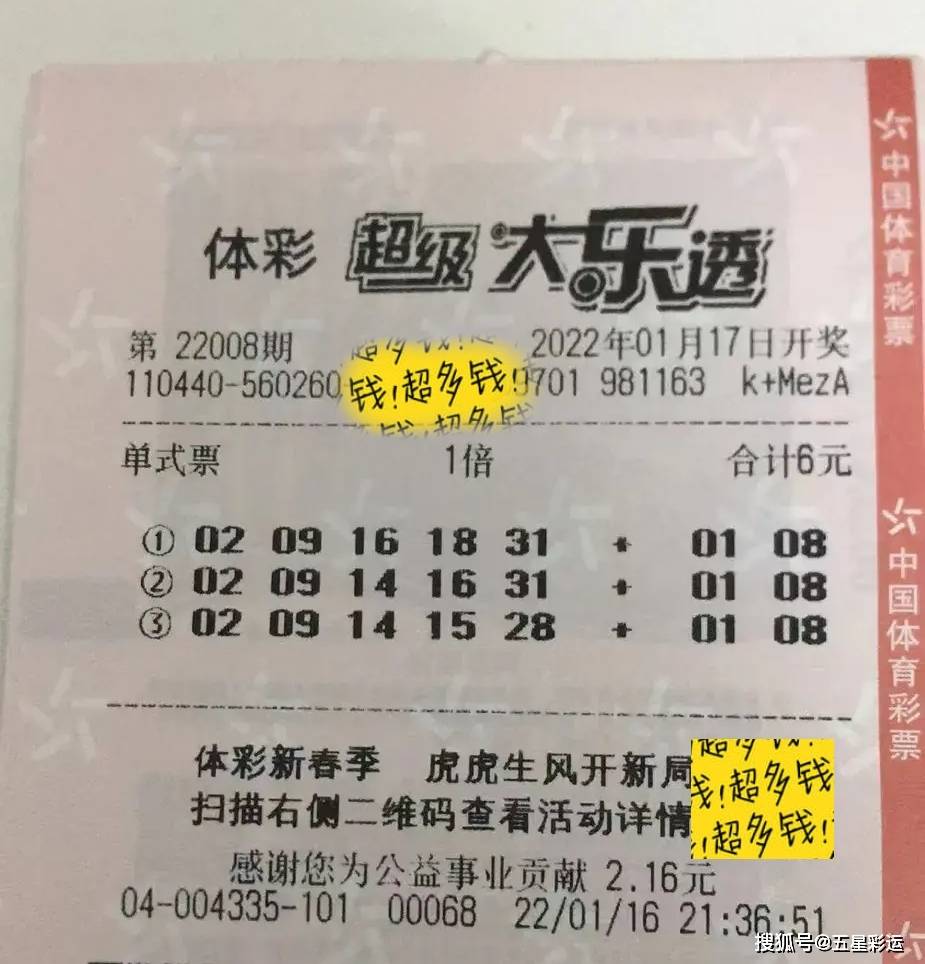 体彩 超级大乐透
第 22008期 2022年01月17日开奖
110440-560260 9701 981163 k+MezA
钱!超多钱!
单式票 1倍 合计6元
① 02 09 16 18 31 + 01 08
② 02 09 14 16 31 + 01 08
③ 02 09 14 15 28 + 01 08
体彩新春季 虎虎生风开新局
扫描右侧二维码查看活动详情
超多钱!
钱!超多钱
!超多钱!
感谢您为公益事业贡献 2.16元
04-004335-101 00068 22/01/16 21:36:51
中国体育彩票
中国体育彩票
搜狐号@五星彩运